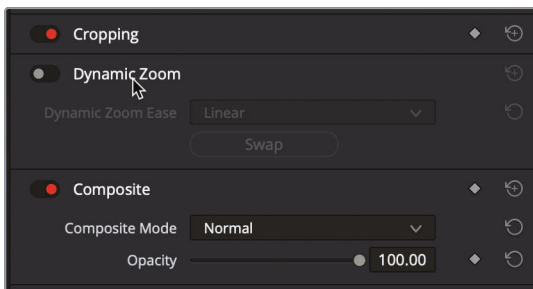 Cropping
Dynamic Zoom
Dynamic Zoom Ease Linear
Swap
Composite
Composite Mode Normal
Opacity 100.00